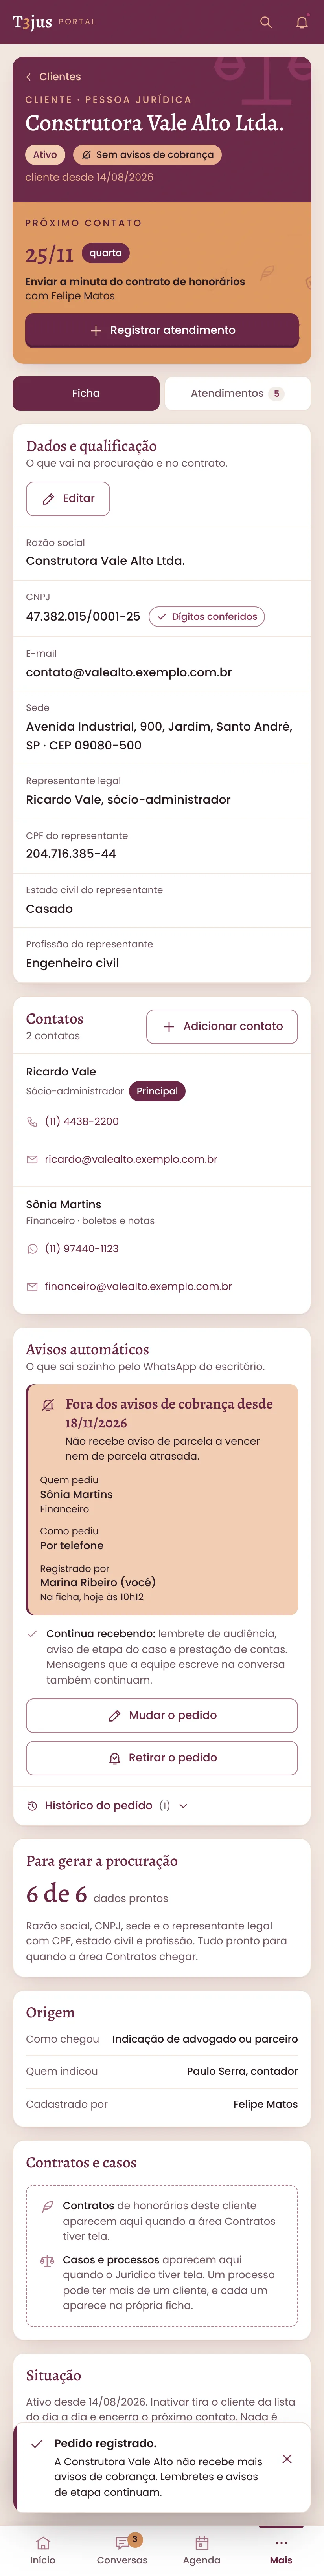 T3jus PORTAL
Clientes
CLIENTE · PESSOA JURÍDICA
Construtora Vale Alto Ltda.
Ativo
Sem avisos de cobrança
cliente desde 14/08/2026
PRÓXIMO CONTATO
25/11 quarta
Enviar a minuta do contrato de honorários
com Felipe Matos
Registrar atendimento
Ficha
Atendimentos 5
Dados e qualificação
O que vai na procuração e no contrato.
Editar
Razão social
Construtora Vale Alto Ltda.
CNPJ
47.382.015/0001-25 Dígitos conferidos
E-mail
contato@valealto.exemplo.com.br
Sede
Avenida Industrial, 900, Jardim, Santo André,
SP · CEP 09080-500
Representante legal
Ricardo Vale, sócio-administrador
CPF do representante
204.716.385-44
Estado civil do representante
Casado
Profissão do representante
Engenheiro civil
Contatos
2 contatos
Adicionar contato
Ricardo Vale
Sócio-administrador Principal
(11) 4438-2200
ricardo@valealto.exemplo.com.br
Sônia Martins
Financeiro · boletos e notas
(11) 97440-1123
financeiro@valealto.exemplo.com.br
Avisos automáticos
O que sai sozinho pelo WhatsApp do escritório.
Fora dos avisos de cobrança desde
18/11/2026
Não recebe aviso de parcela a vencer
nem de parcela atrasada.
Quem pediu
Sônia Martins
Financeiro
Como pediu
Por telefone
Registrado por
Marina Ribeiro (você)
Na ficha, hoje às 10h12
Continua recebendo: lembrete de audiência,
aviso de etapa do caso e prestação de contas.
Mensagens que a equipe escreve na conversa
também continuam.
Mudar o pedido
Retirar o pedido
Histórico do pedido (1)
Para gerar a procuração
6 de 6 dados prontos
Razão social, CNPJ, sede e o representante legal
com CPF, estado civil e profissão. Tudo pronto para
quando a área Contratos chegar.
Origem
Como chegou Indicação de advogado ou parceiro
Quem indicou Paulo Serra, contador
Cadastrado por Felipe Matos
Contratos e casos
Contratos de honorários deste cliente
aparecem aqui quando a área Contratos
tiver tela.
Casos e processos aparecem aqui
quando o Jurídico tiver tela. Um processo
pode ter mais de um cliente, e cada um
aparece na própria ficha.
Situação
Ativo desde 14/08/2026. Inativar tira o cliente da lista
do dia a dia e encerra o próximo contato. Nada é
Pedido registrado.
A Construtora Vale Alto não recebe mais
avisos de cobrança. Lembretes e avisos
de etapa continuam.
Início
Conversas 3
Agenda
Mais